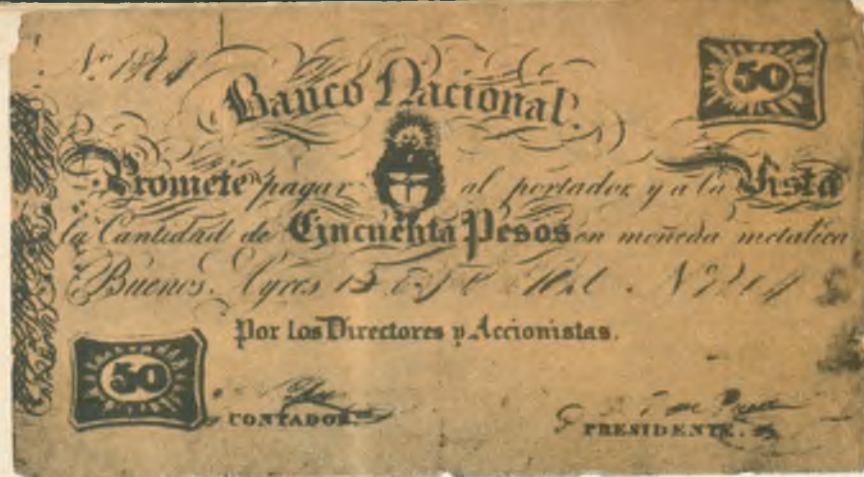 50
Banco Nacional.
Promete pagar al portador y a la Vista
la Cantidad de Cincuenta Pesos en moneda metalica
Buenos Ayres 15
Por los Directores y Accionistas.
50
CONTADOR.
PRESIDENTE.